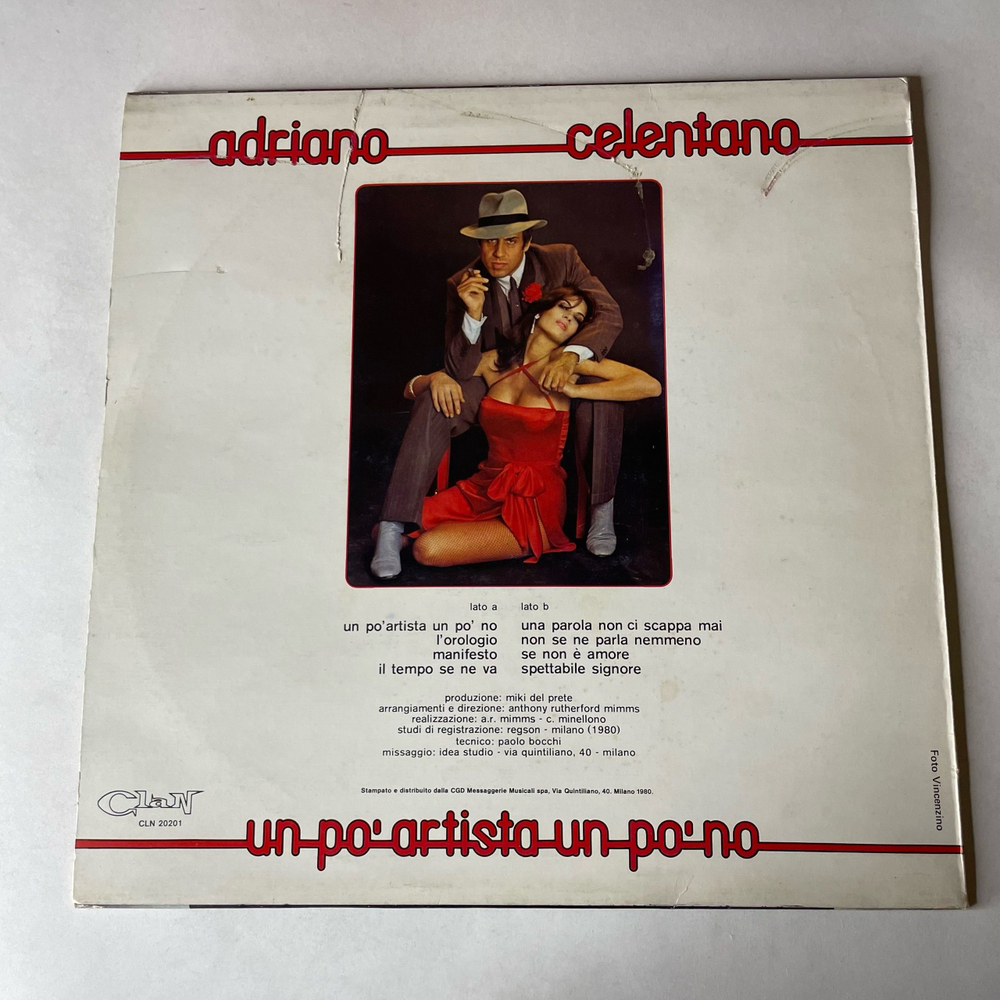 adriano celentano
lato a
un po'artista un po' no
l'orologio
manifesto
il tempo se ne va
lato b
una parola non ci scappa mai
non se ne parla nemmeno
se non è amore
spettabile signore
produzione: miki del prete
arrangiamenti e direzione: anthony rutherford mimms
realizzazione: a.r. mimms - c. minellono
studi di registrazione: regson - milano (1980)
tecnico: paolo bocchi
missaggio: idea studio - via quintiliano, 40 - milano
Stampato e distribuito dalla CGD Messaggerie Musicali spa, Via Quintiliano, 40. Milano 1980.
Foto Vincenzino
Clan
CLN 20201
un po' artista un po' no